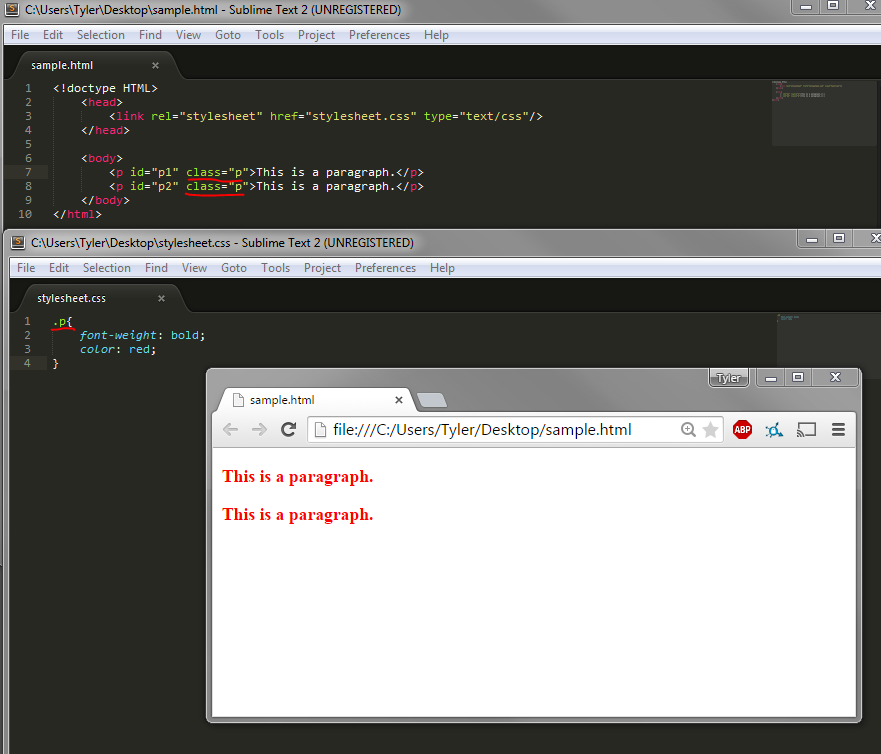 C:\Users\Tyler\Desktop\sample.html - Sublime Text 2 (UNREGISTERED)
File Edit Selection Find View Goto Tools Project Preferences Help
sample.html
1 <!doctype HTML>
2 <head>
3 <link rel="stylesheet" href="stylesheet.css" type="text/css"/>
4 </head>
5
6 <body>
7 <p id="p1" class="p">This is a paragraph.</p>
8 <p id="p2" class="p">This is a paragraph.</p>
9 </body>
10 </html>
C:\Users\Tyler\Desktop\stylesheet.css - Sublime Text 2 (UNREGISTERED)
File Edit Selection Find View Goto Tools Project Preferences Help
stylesheet.css
1 .p{
2 font-weight: bold;
3 color: red;
4 }
Tyler
sample.html
file:///C:/Users/Tyler/Desktop/sample.html
ABP
This is a paragraph.
This is a paragraph.